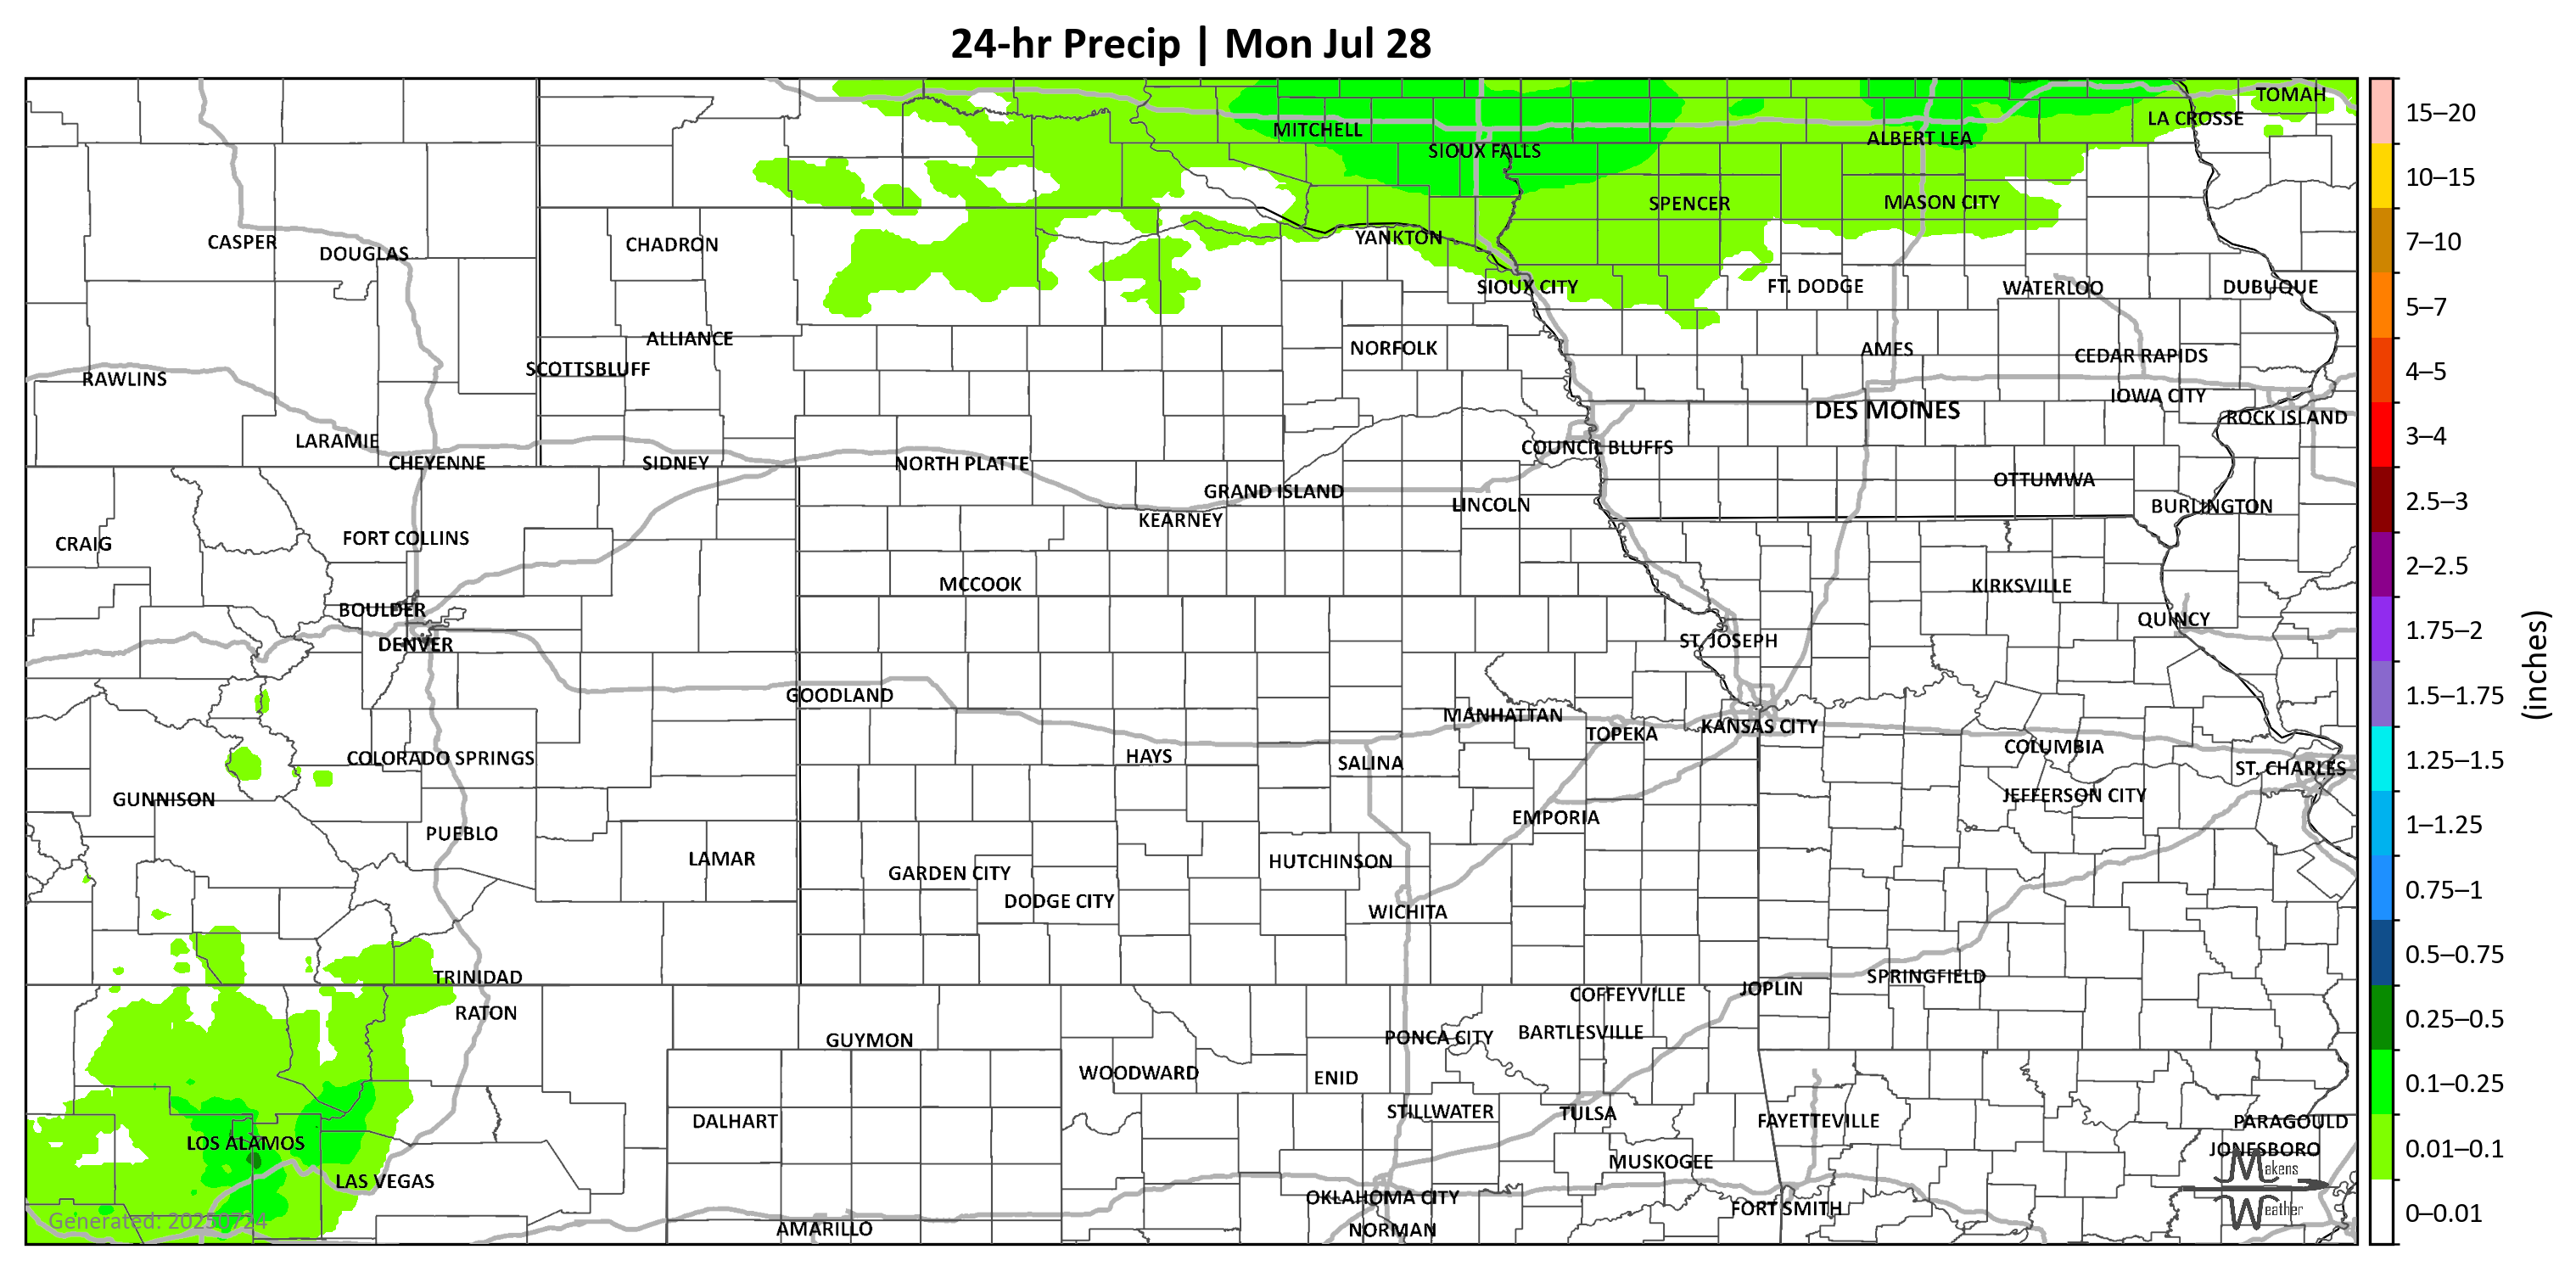 24-hr Precip | Mon Jul 28
TOMAH
LA CROSSE
MITCHELL
ALBERT LEA
SIOUX FALLS
SPENCER
MASON CITY
CASPER
DOUGLAS
CHADRON
YANKTON
SIOUX CITY
FT. DODGE
WATERLOO
DUBUQUE
ALLIANCE
NORFOLK
AMES
CEDAR RAPIDS
SCOTTSBLUFF
RAWLINS
IOWA CITY
DES MOINES
ROCK ISLAND
LARAMIE
COUNCIL BLUFFS
CHEYENNE
SIDNEY
NORTH PLATTE
OTTUMWA
GRAND ISLAND
LINCOLN
BURLINGTON
KEARNEY
FORT COLLINS
CRAIG
MCCOOK
KIRKSVILLE
BOULDER
QUINCY
DENVER
ST. JOSEPH
GOODLAND
MANHATTAN
KANSAS CITY
TOPEKA
COLUMBIA
COLORADO SPRINGS
HAYS
SALINA
ST. CHARLES
GUNNISON
JEFFERSON CITY
EMPORIA
PUEBLO
LAMAR
HUTCHINSON
GARDEN CITY
DODGE CITY
WICHITA
TRINIDAD
SPRINGFIELD
JOPLIN
COFFEYVILLE
RATON
BARTLESVILLE
PONCA CITY
GUYMON
WOODWARD
ENID
STILLWATER
TULSA
DALHART
FAYETTEVILLE
PARAGOULD
LOS ALAMOS
JONESBORO
MUSKOGEE
LAS VEGAS
OKLAHOMA CITY
FORT SMITH
AMARILLO
NORMAN
Generated: 20250724
Makens
Weather
15–20
10–15
7–10
5–7
4–5
3–4
2.5–3
2–2.5
1.75–2
1.5–1.75
1.25–1.5
1–1.25
0.75–1
0.5–0.75
0.25–0.5
0.1–0.25
0.01–0.1
0–0.01
(inches)